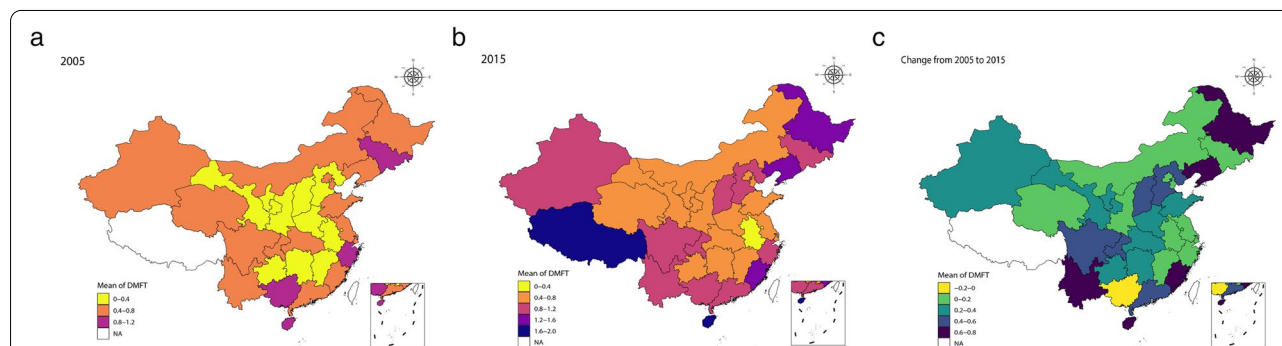 a
2005
N
W
E
S
Mean of DMFT
0–0.4
0.4–0.8
0.8–1.2
NA
b
2015
N
W
E
S
Mean of DMFT
0–0.4
0.4–0.8
0.8–1.2
1.2–1.6
1.6–2.0
NA
c
Change from 2005 to 2015
N
W
E
S
Mean of DMFT
−0.2–0
0–0.2
0.2–0.4
0.4–0.6
0.6–0.8
NA